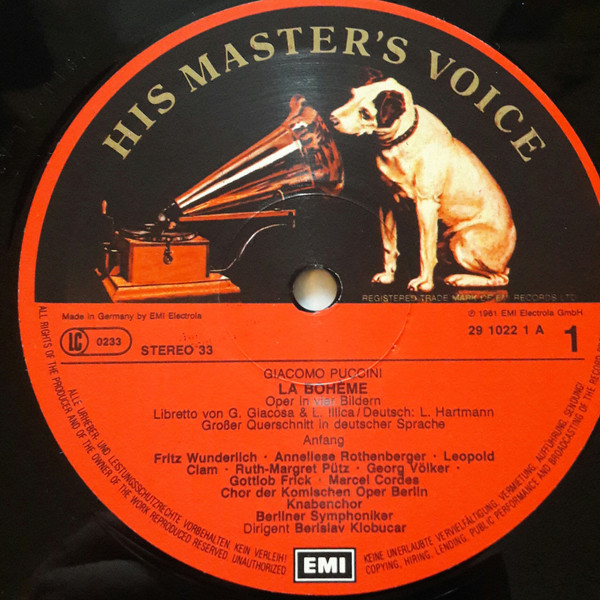 HIS MASTER'S VOICE
REGISTERED TRADE MARK OF EMI RECORDS LTD
Made in Germany by EMI Electrola
℗ 1961 EMI Electrola GmbH
LC 0233
STEREO 33
29 1022 1 A
1
GIACOMO PUCCINI
LA BOHÈME
Oper in vier Bildern
Libretto von G. Giacosa & L. Illica/Deutsch: L. Hartmann
Großer Querschnitt in deutscher Sprache
Anfang
Fritz Wunderlich · Anneliese Rothenberger · Leopold
Clam · Ruth-Margret Pütz · Georg Völker ·
Gottlob Frick · Marcel Cordes
Chor der Komischen Oper Berlin
Knabenchor
Berliner Symphoniker
Dirigent Berislav Klobucar
EMI
ALLE URHEBER- UND LEISTUNGSSCHUTZRECHTE VORBEHALTEN. KEIN VERLEIH!
KEINE UNERLAUBTE VERVIELFÄLTIGUNG, VERMIETUNG, AUFFÜHRUNG, SENDUNG!
ALL RIGHTS OF THE PRODUCER AND OF THE OWNER OF THE WORK REPRODUCED RESERVED. UNAUTHORIZED
COPYING, HIRING, LENDING, PUBLIC PERFORMANCE AND BROADCASTING OF THE RECORD